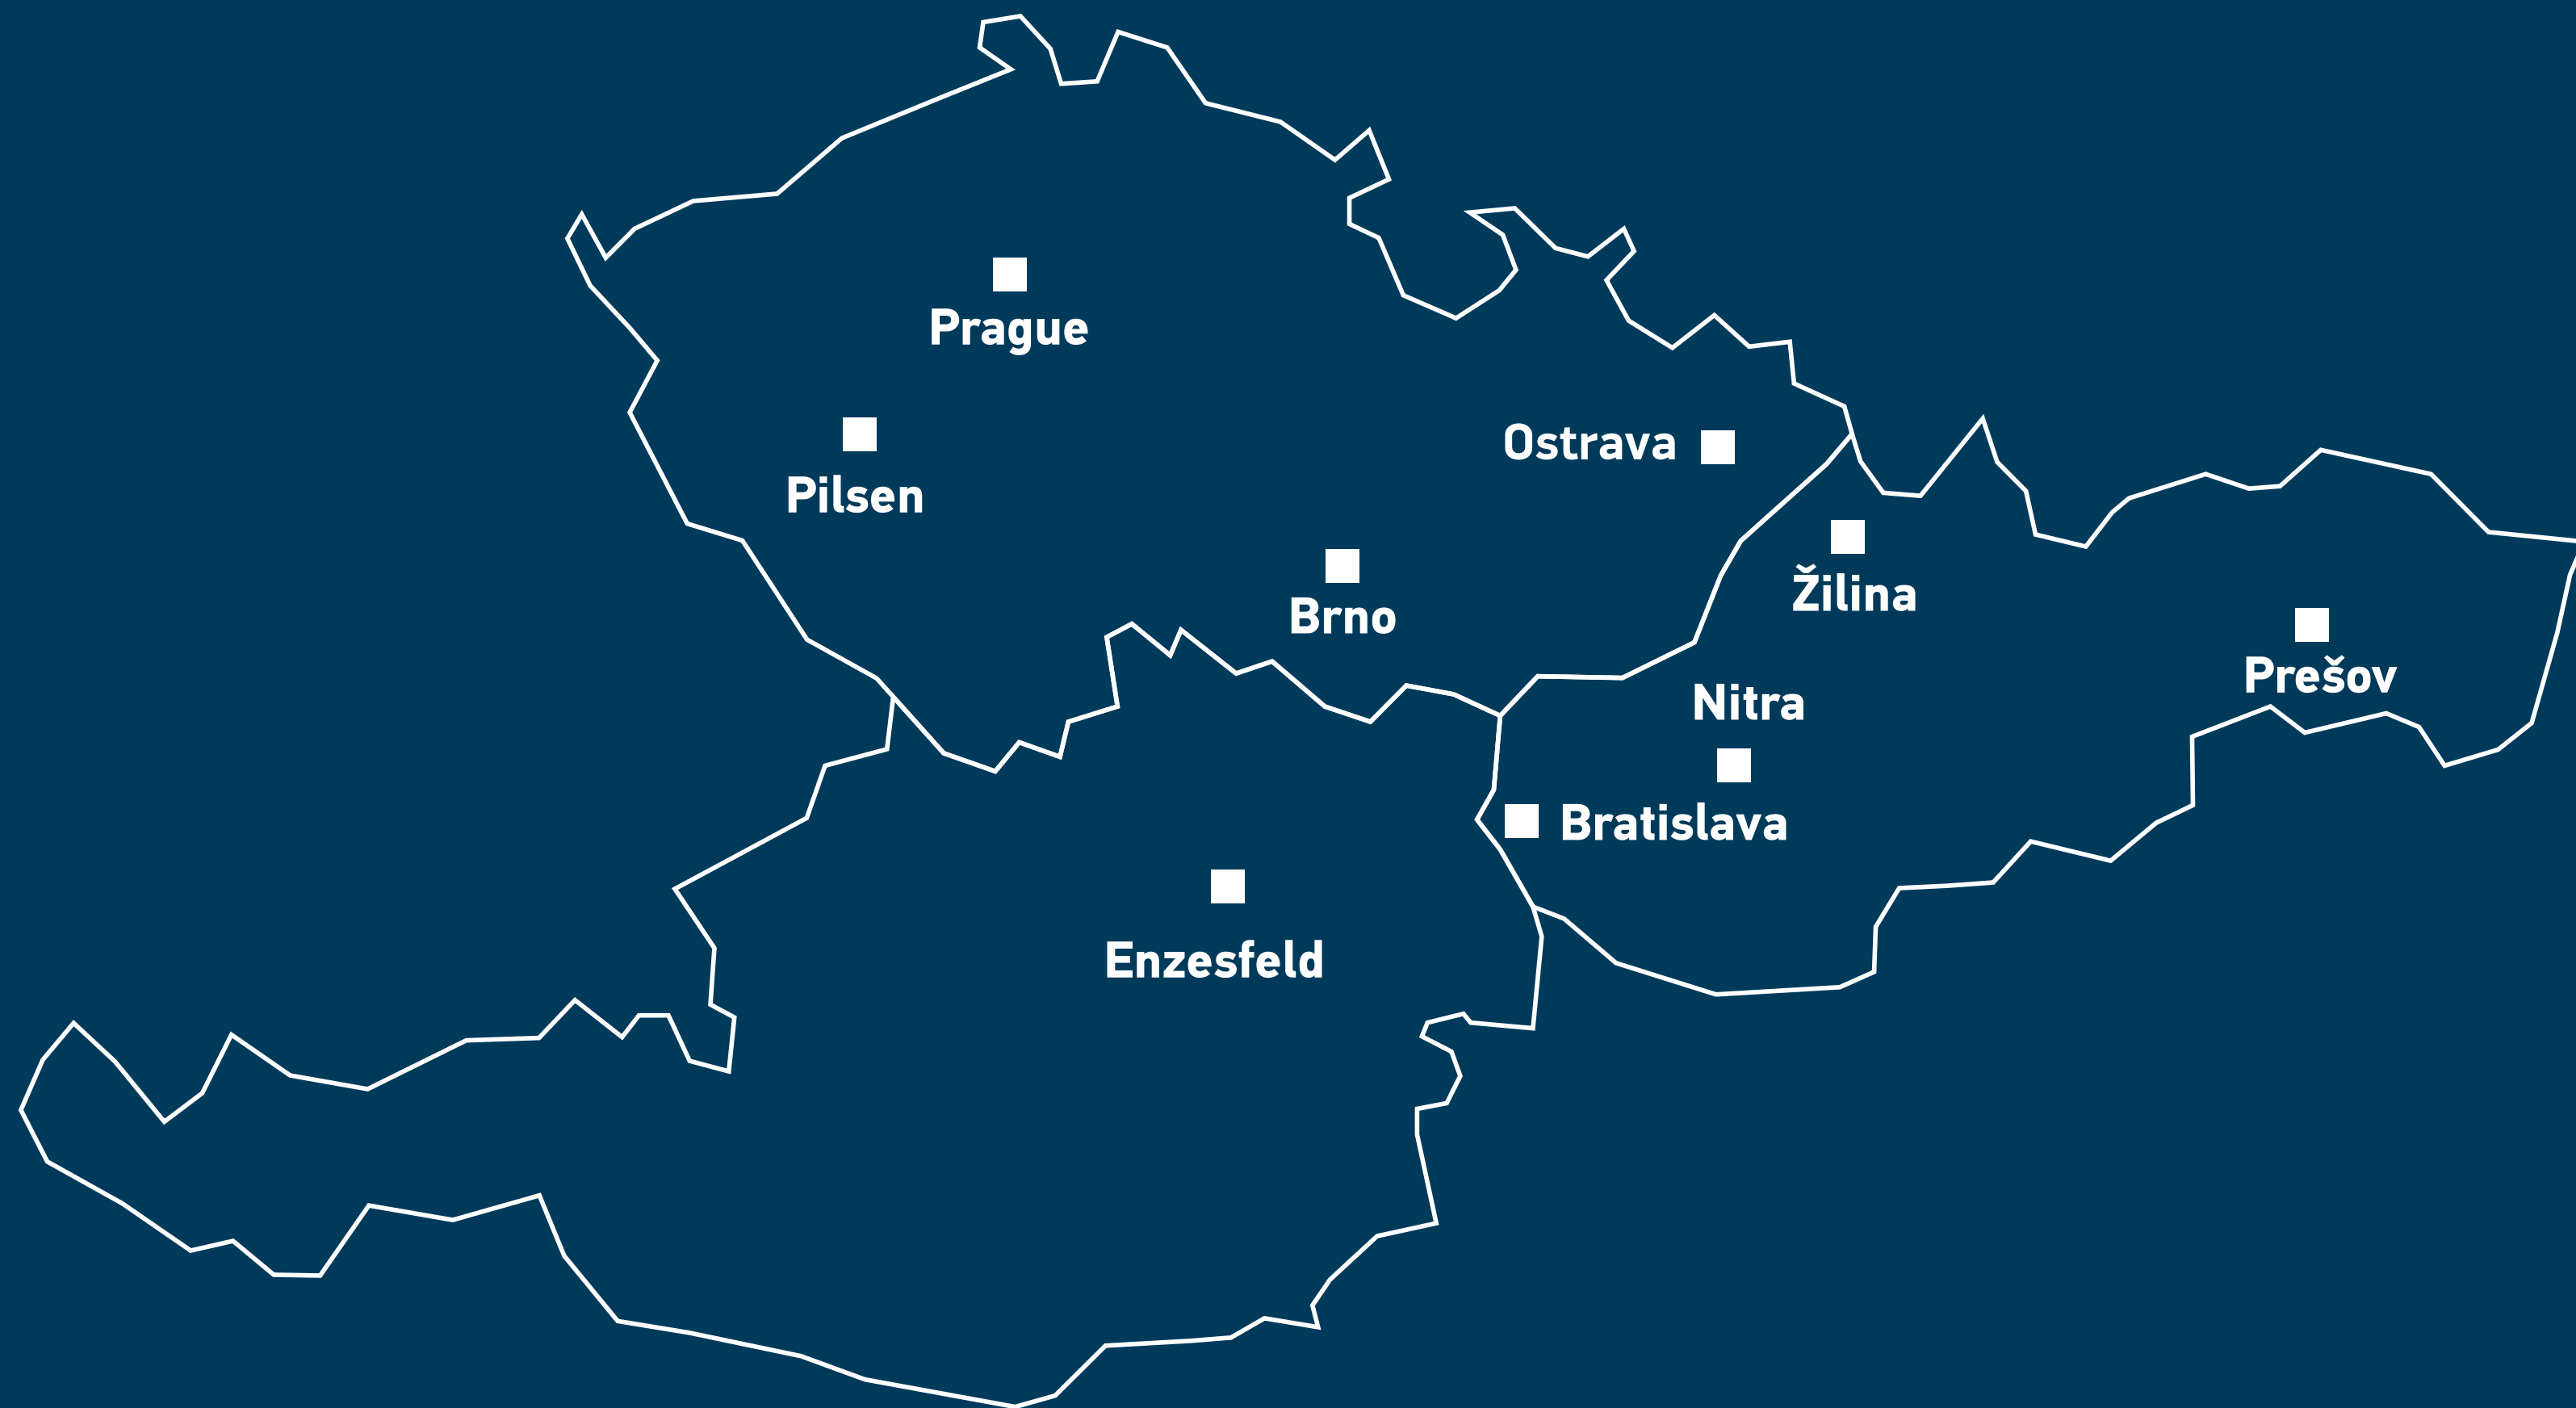 Prague
Ostrava
Pilsen
Žilina
Brno
Prešov
Nitra
Bratislava
Enzesfeld